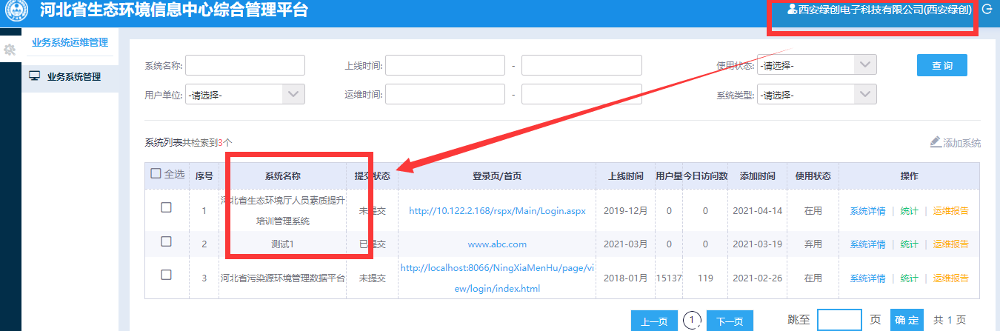 河北省生态环境信息中心综合管理平台
西安绿创电子科技有限公司(西安绿创)
业务系统运维管理
业务系统管理
系统名称: 上线时间: - 使用状态: -请选择- 查 询
用户单位: -请选择- 运维时间: - 系统类型: -请选择-
系统列表共检索到3个 添加系统
全选 序号 系统名称 提交状态 登录页/首页 上线时间 用户量 今日访问数 添加时间 使用状态 操作
河北省生态环境厅人员素质提升
1 培训管理系统 未提交 http://10.122.2.168/rspx/Main/Login.aspx 2019-12月 0 0 2021-04-14 在用 系统详情 | 统计 | 运维报告
2 测试1 已提交 www.abc.com 2021-03月 0 0 2021-03-19 弃用 系统详情 | 统计 | 运维报告
http://localhost:8066/NingXiaMenHu/page/vi
3 河北省污染源环境管理数据平台 未提交 ew/login/index.html 2018-01月 15137 119 2021-02-26 在用 系统详情 | 统计 | 运维报告
上一页 1 下一页 跳至 页 确 定 共 1 页